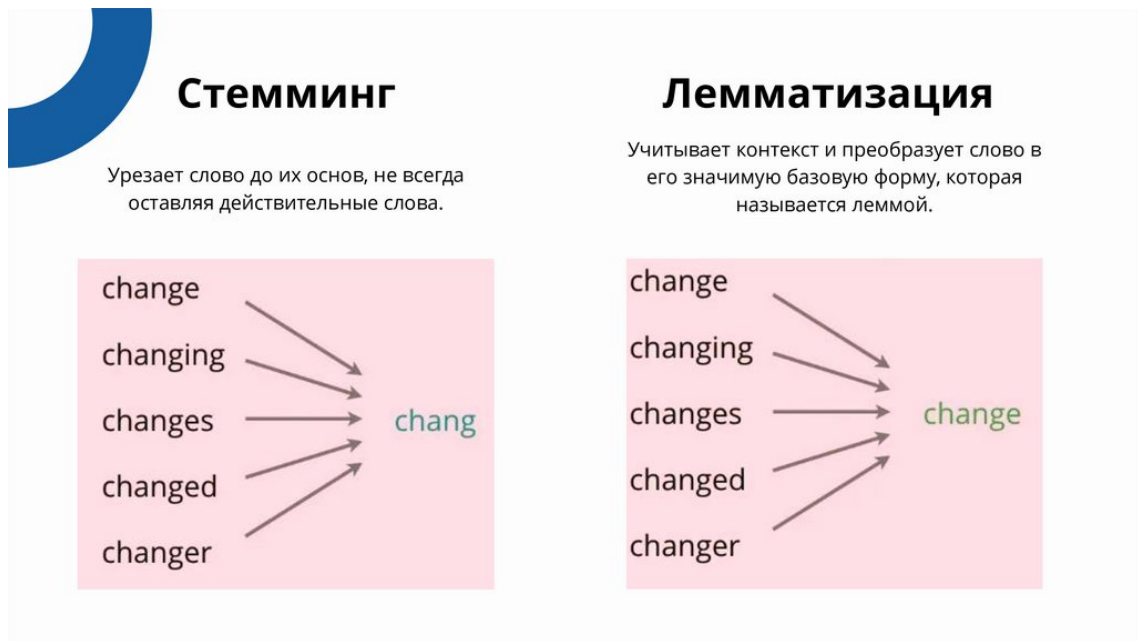 Стемминг
Урезает слово до их основ, не всегда
оставляя действительные слова.
change
changing
changes
changed
changer
chang
Лемматизация
Учитывает контекст и преобразует слово в
его значимую базовую форму, которая
называется леммой.
change
changing
changes
changed
changer
change